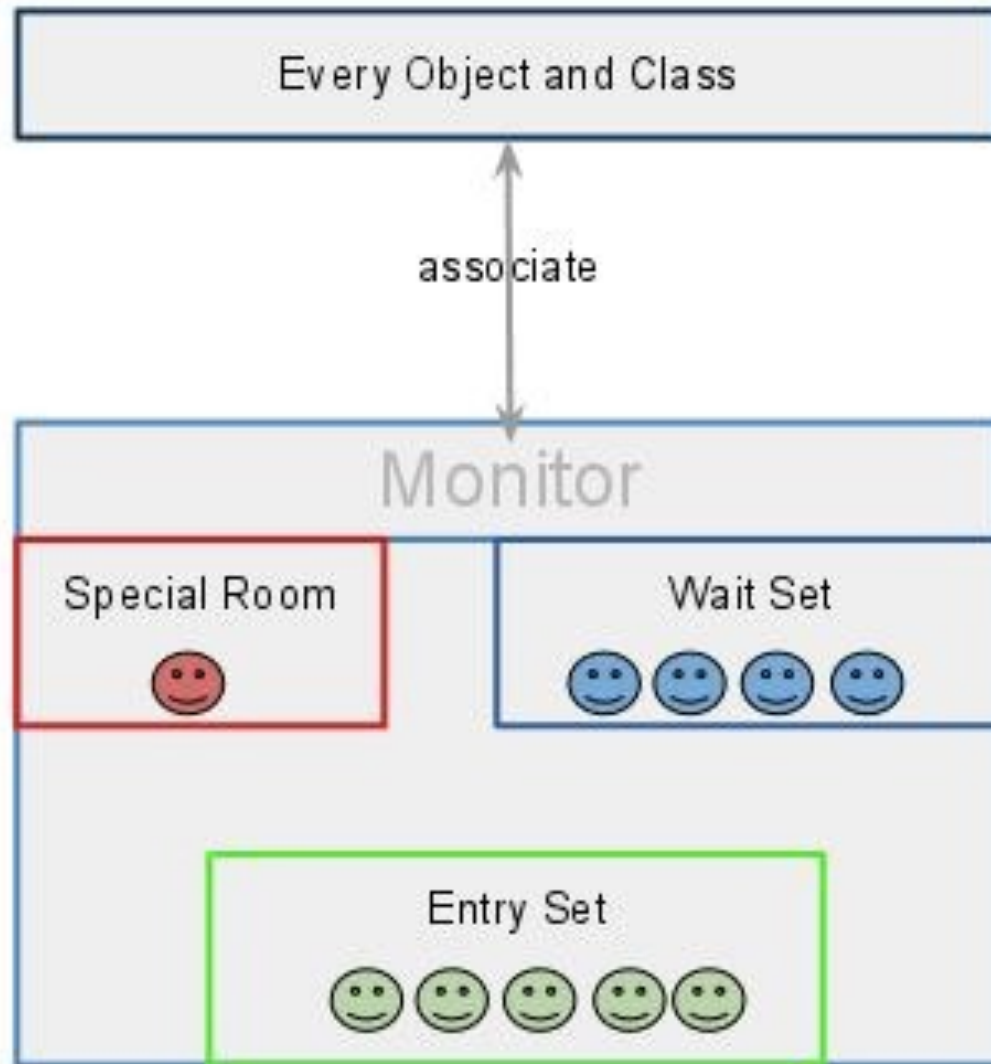 Every Object and Class
associate
Monitor
Special Room
Wait Set
Entry Set